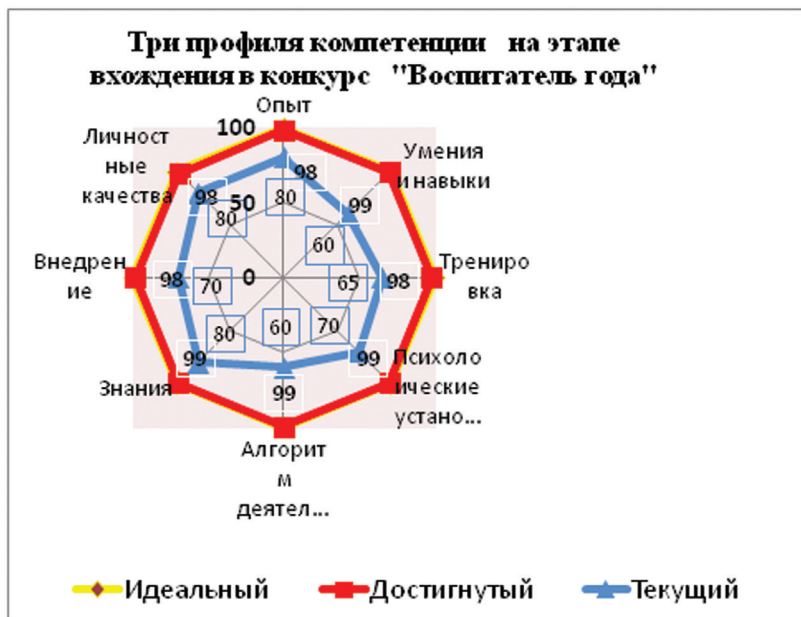 Три профиля компетенции на этапе
вхождения в конкурс "Воспитатель года"
Опыт
100
Личност
ные
качества
Умения
и навыки
98
98
99
50
80
80
60
Внедрен
ие
0
Трениро
вка
98
70
65
98
80
60
70
99
99
99
Знания
Психоло
ические
устано...
Алгорит
м
деятел...
Идеальный
Достигнутый
Текущий